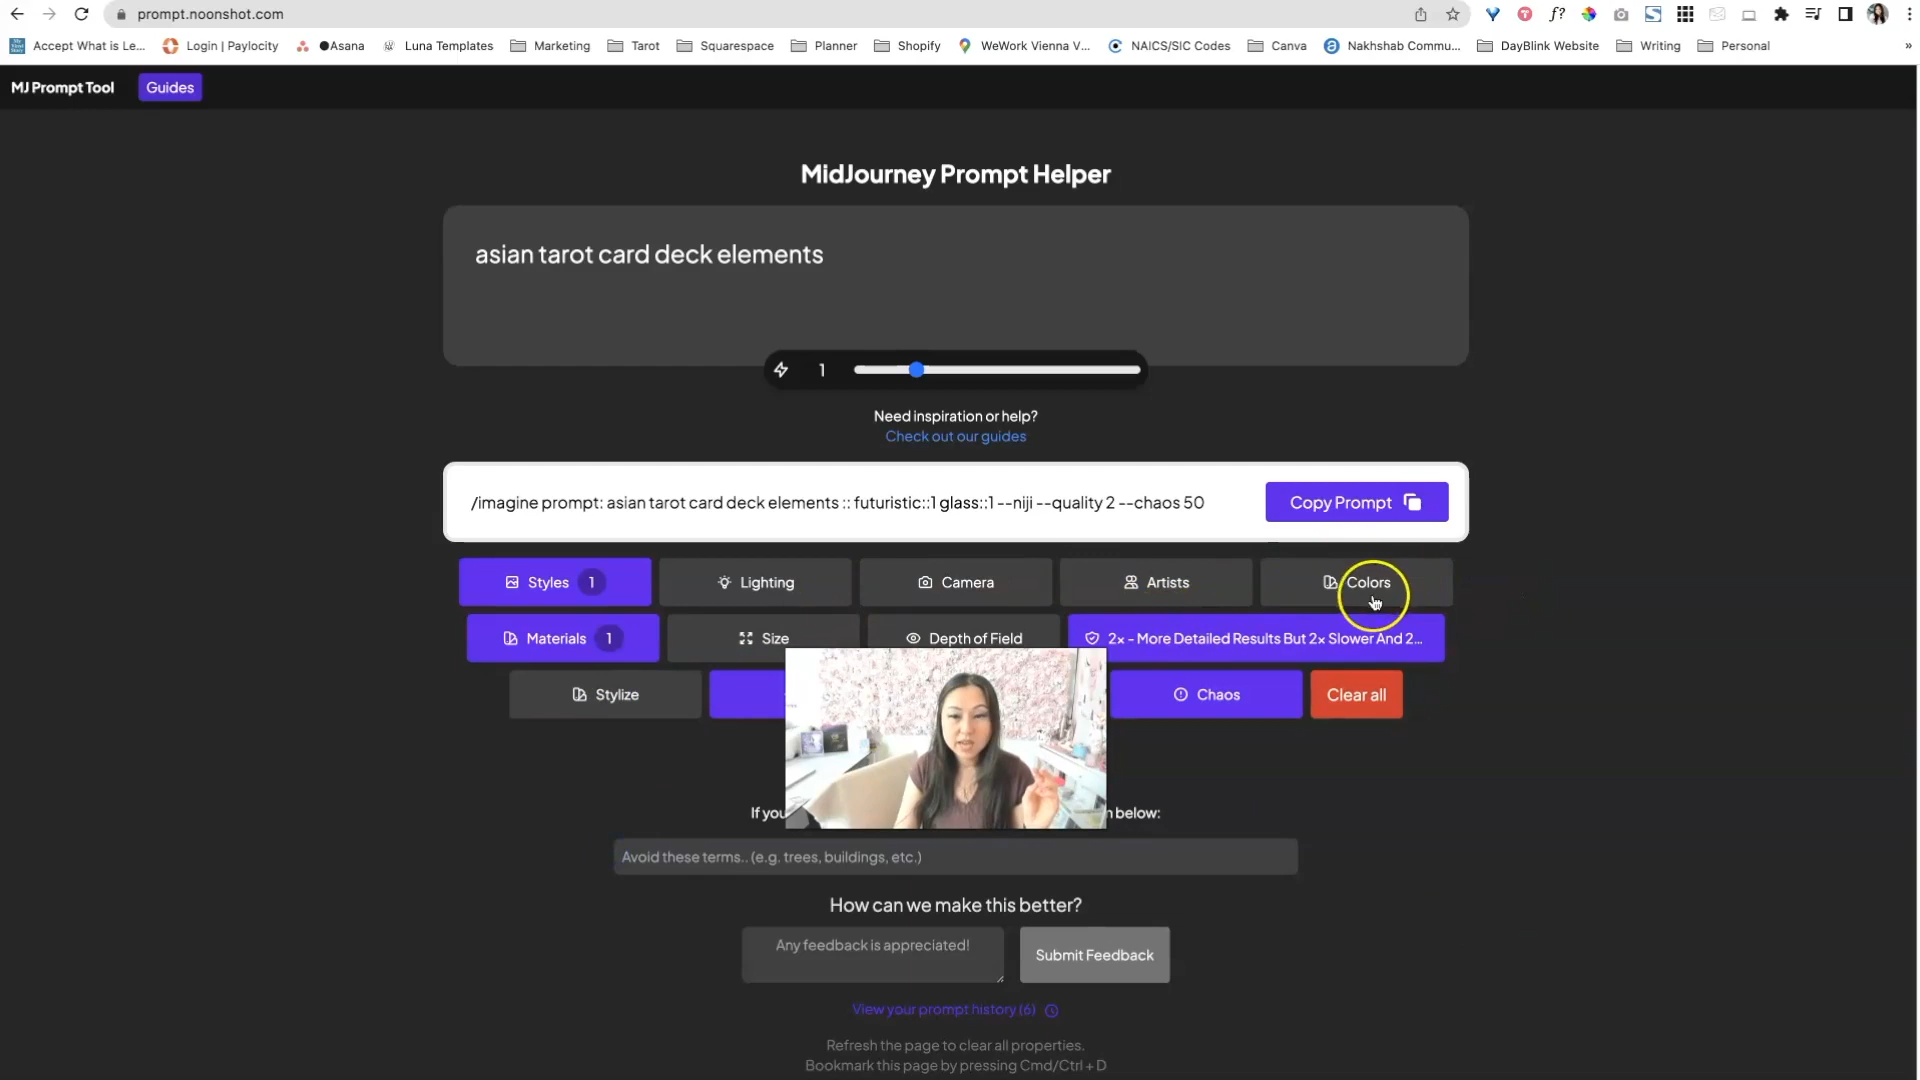 prompt.noonshot.com
f?
Accept What is Le... Login | Paylocity Asana Luna Templates Marketing Tarot Squarespace Planner Shopify WeWork Vienna V... NAICS/SIC Codes Canva Nakhshab Commu... DayBlink Website Writing Personal »
MJ Prompt Tool Guides
MidJourney Prompt Helper
asian tarot card deck elements
1
Need inspiration or help?
Check out our guides
/imagine prompt: asian tarot card deck elements :: futuristic::1 glass::1 --niji --quality 2 --chaos 50 Copy Prompt
Styles 1 Lighting Camera Artists Colors
Materials 1 Size Depth of Field 2x - More Detailed Results But 2x Slower And 2...
Stylize Chaos Clear all
If you below:
Avoid these terms.. (e.g. trees, buildings, etc.)
How can we make this better?
Any feedback is appreciated! Submit Feedback
View your prompt history (6)
Refresh the page to clear all properties.
Bookmark this page by pressing Cmd/Ctrl + D